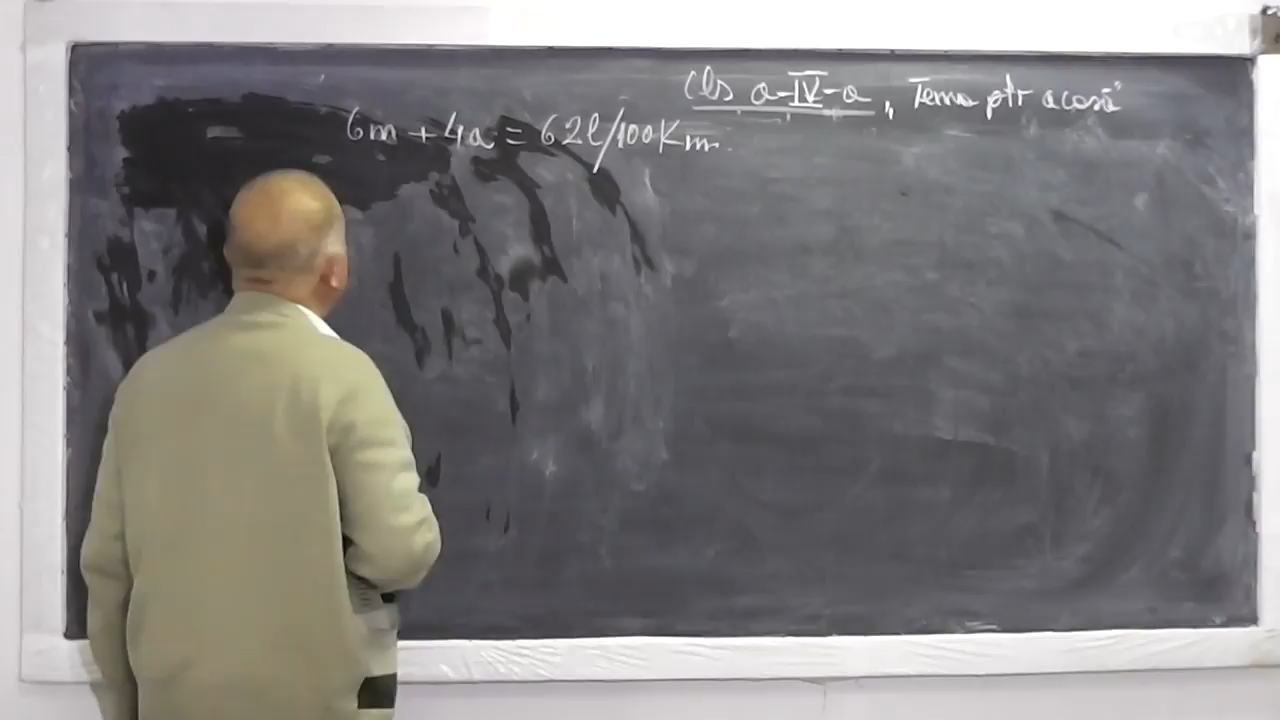 Cls a-IV-a „Tema ptr acasă”
6m + 4a = 62l/100Km.